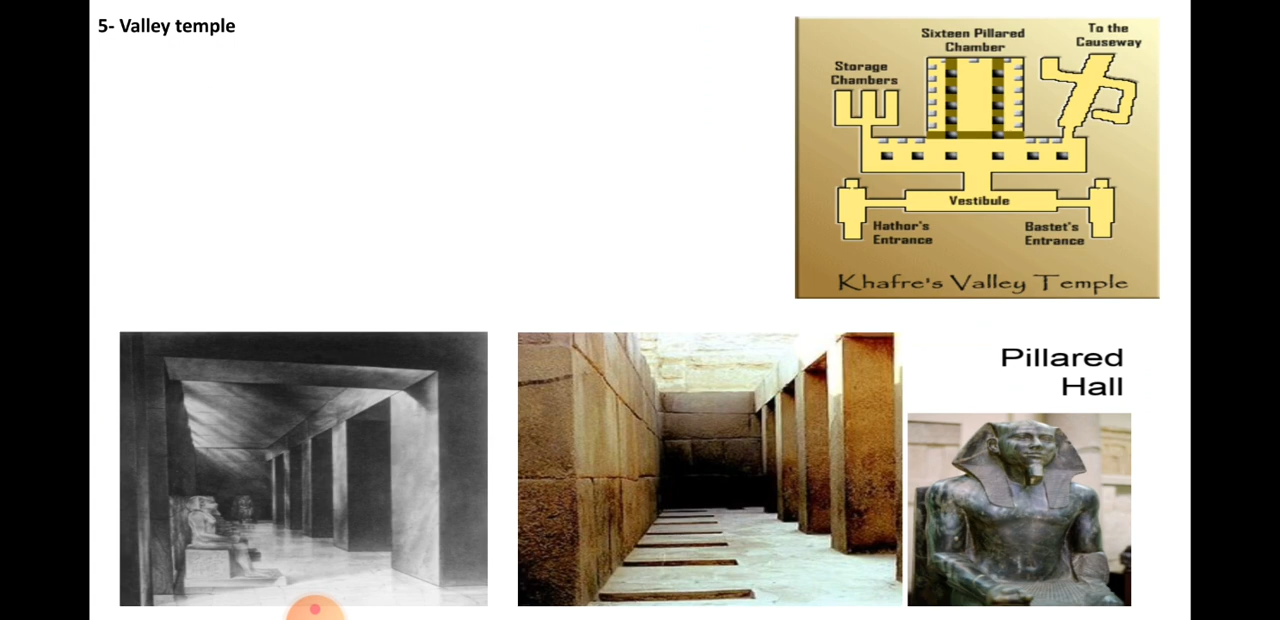 5- Valley temple
Sixteen Pillared
Chamber
To the
Causeway
Storage
Chambers
Vestibule
Hathor's
Entrance
Bastet's
Entrance
Khafre's Valley Temple
Pillared
Hall